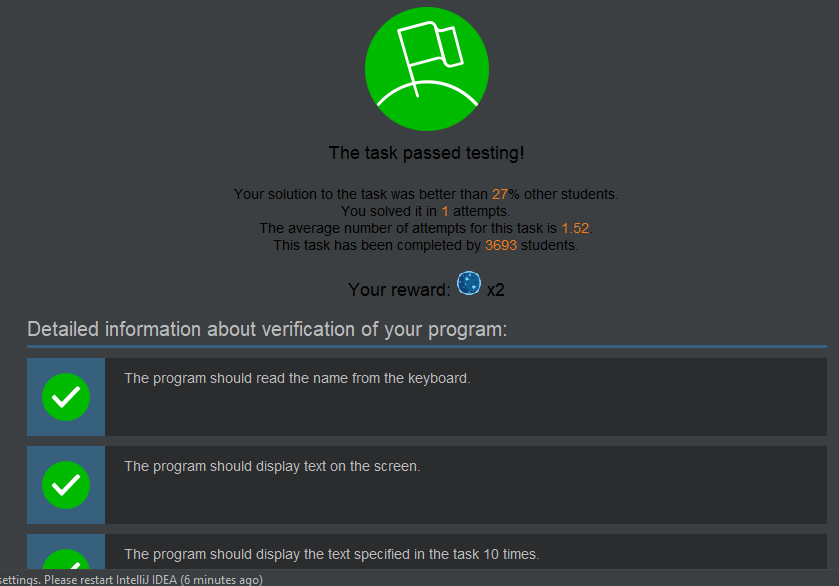 The task passed testing!
Your solution to the task was better than 27% other students.
You solved it in 1 attempts.
The average number of attempts for this task is 1.52.
This task has been completed by 3693 students.
Your reward: x2
Detailed information about verification of your program:
The program should read the name from the keyboard.
The program should display text on the screen.
The program should display the text specified in the task 10 times.
settings. Please restart IntelliJ IDEA (6 minutes ago)